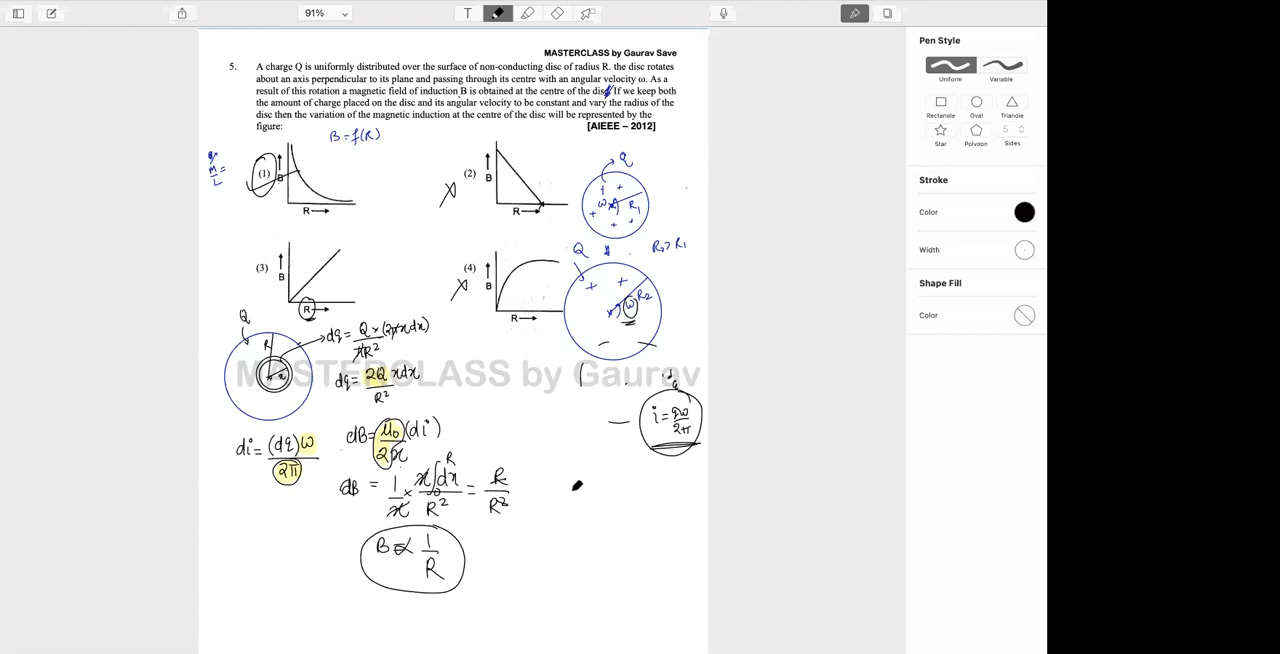 91%
T
MASTERCLASS by Gaurav Save
5. A charge Q is uniformly distributed over the surface of non-conducting disc of radius R. the disc rotates
about an axis perpendicular to its plane and passing through its centre with an angular velocity ω. As a
result of this rotation a magnetic field of induction B is obtained at the centre of the disc. If we keep both
the amount of charge placed on the disc and its angular velocity to be constant and vary the radius of the
disc then the variation of the magnetic induction at the centre of the disc will be represented by the
figure: [AIEEE – 2012]
B = f(R)
(1) B R
(2) B R
Q
ω R1
(3) B R
(4) B R
Q R2 > R1
ω R2
Q R
dq = Q/πR² × (2πx dx)
x
dq = 2Q/R² x dx
MASTERCLASS by Gaurav
di = (dq)ω/2π
dB = μ0/2x (di)
i = qω/2π
dB = 1/x × x∫₀ᴿdx/R² = R/R²
B ∝ 1/R
Pen Style
Uniform Variable
Rectangle Oval Triangle
Star Polygon 5 Sides
Stroke
Color
Width
Shape Fill
Color